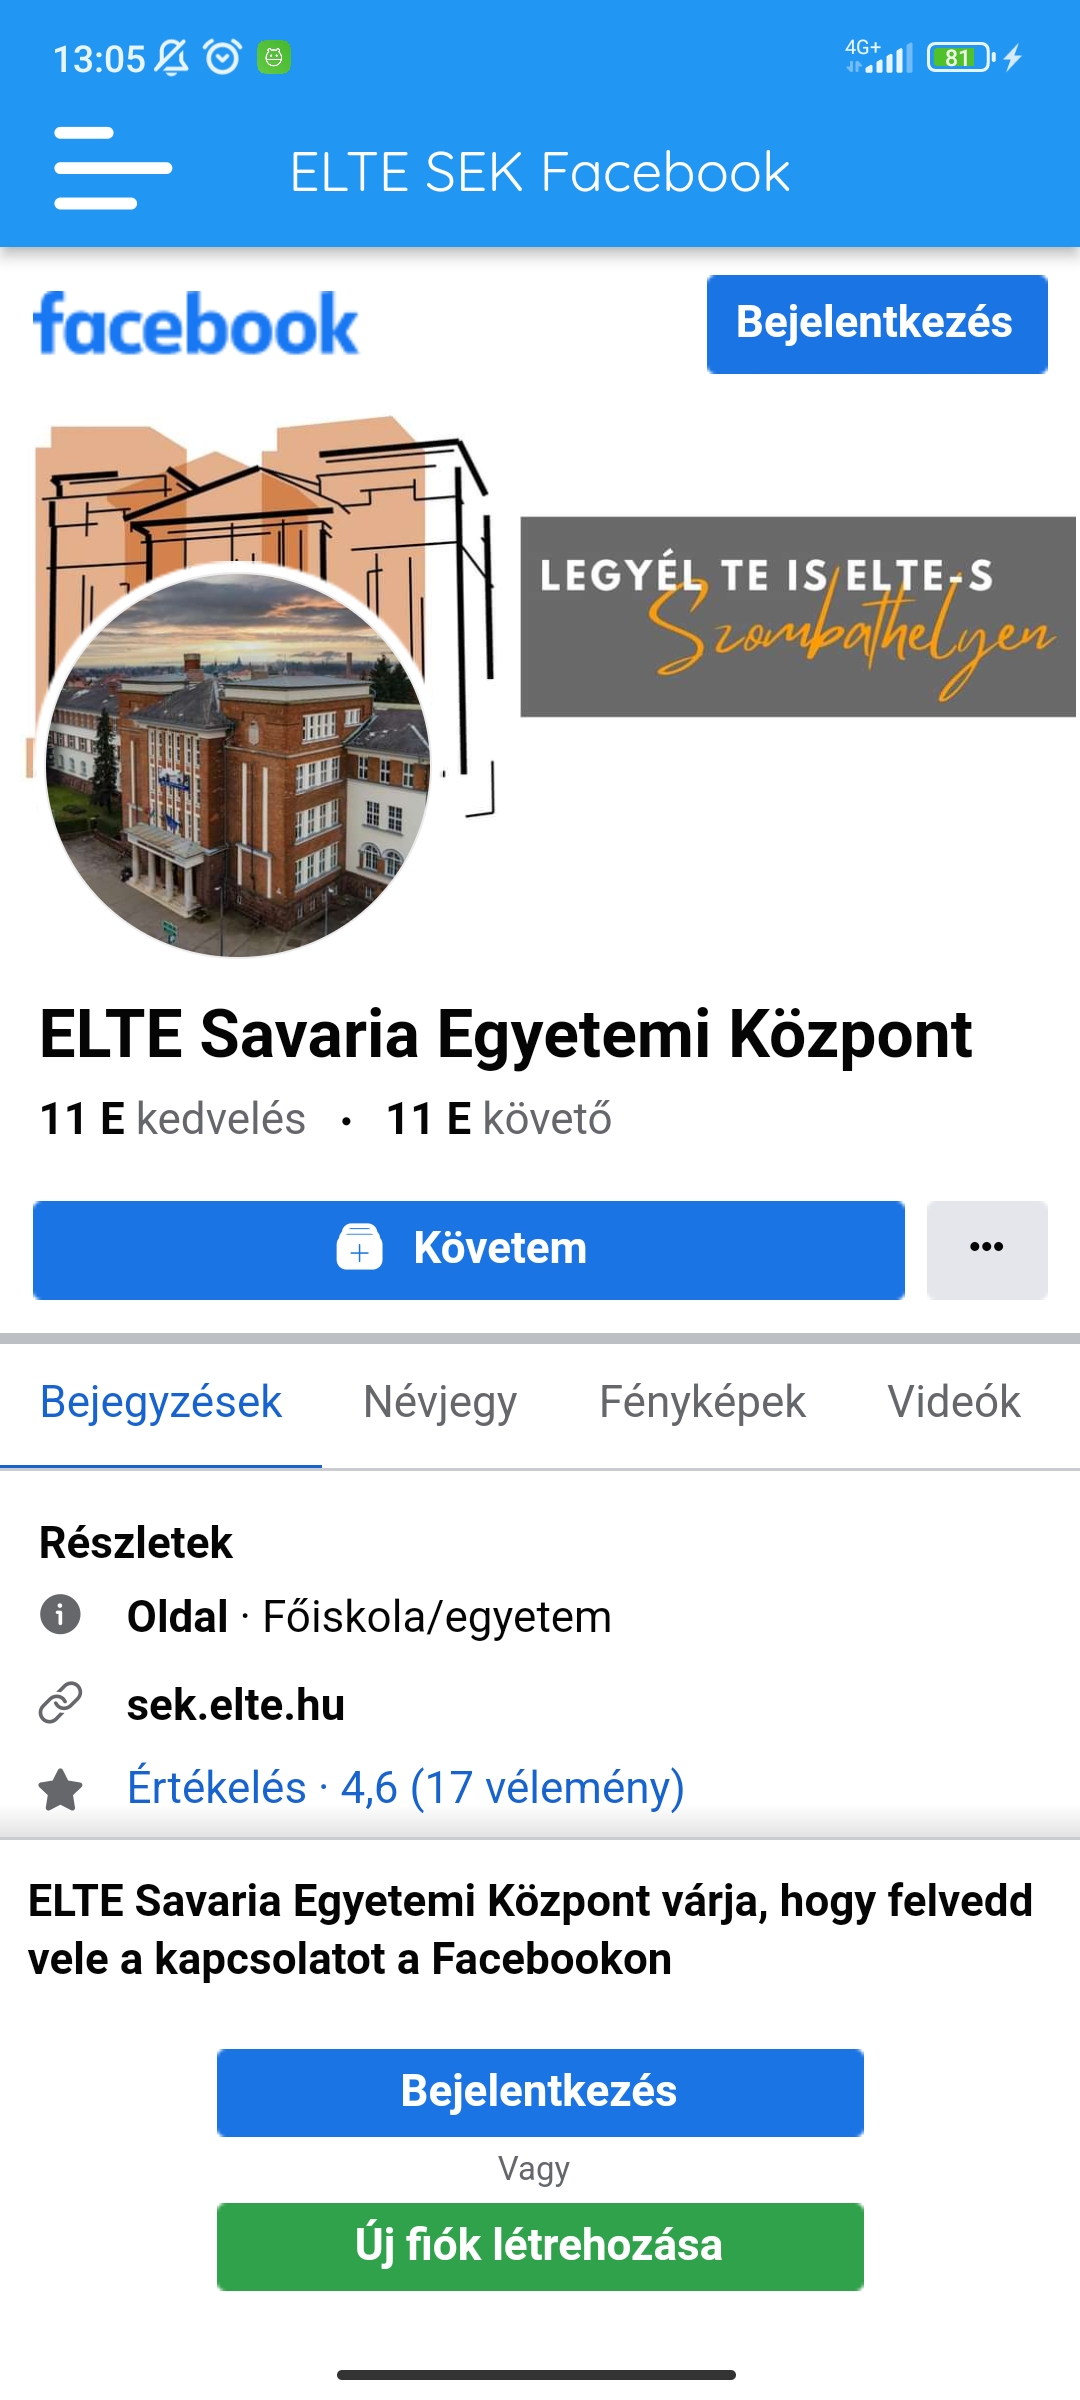 13:05
4G+
81
ELTE SEK Facebook
facebook
Bejelentkezés
LEGYÉL TE IS ELTE-S
Szombathelyen
ELTE Savaria Egyetemi Központ
11 E kedvelés · 11 E követő
Követem
Bejegyzések Névjegy Fényképek Videók
Részletek
Oldal · Főiskola/egyetem
sek.elte.hu
Értékelés · 4,6 (17 vélemény)
ELTE Savaria Egyetemi Központ várja, hogy felvedd
vele a kapcsolatot a Facebookon
Bejelentkezés
Vagy
Új fiók létrehozása